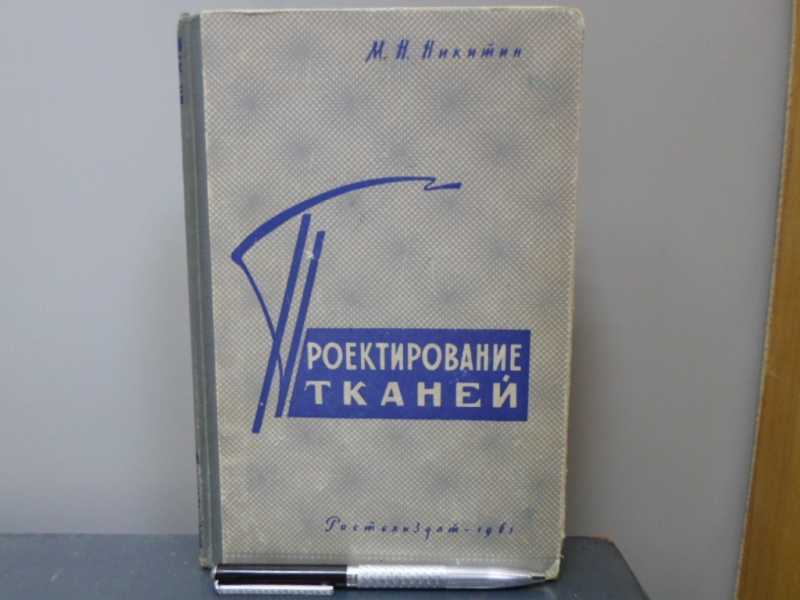 М. Н. Никитин
ПРОЕКТИРОВАНИЕ
ТКАНЕЙ
Ростехиздат-1961